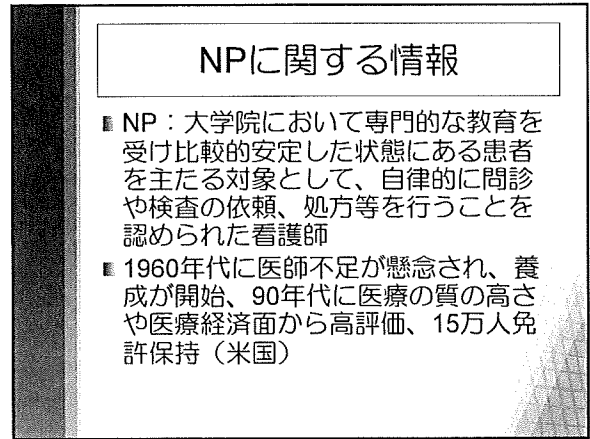 NPに関する情報
NP：大学院において専門的な教育を
受け比較的安定した状態にある患者
を主たる対象として、自律的に問診
や検査の依頼、処方等を行うことを
認められた看護師
1960年代に医師不足が懸念され、養
成が開始、90年代に医療の質の高さ
や医療経済面から高評価、15万人免
許保持（米国）